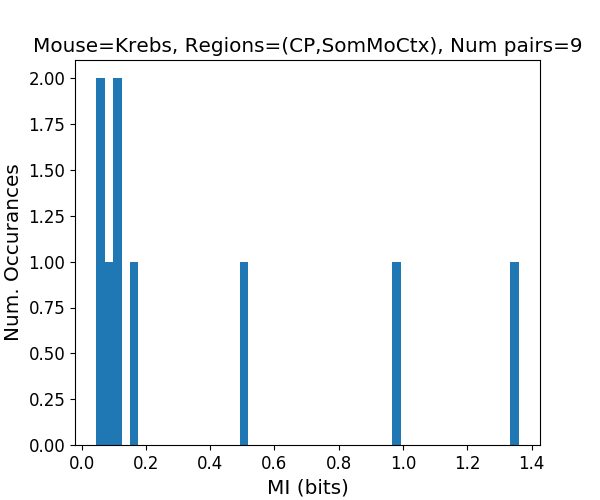 Mouse=Krebs, Regions=(CP,SomMoCtx), Num pairs=9
Num. Occurances
2.00
1.75
1.50
1.25
1.00
0.75
0.50
0.25
0.00
0.0 0.2 0.4 0.6 0.8 1.0 1.2 1.4
MI (bits)